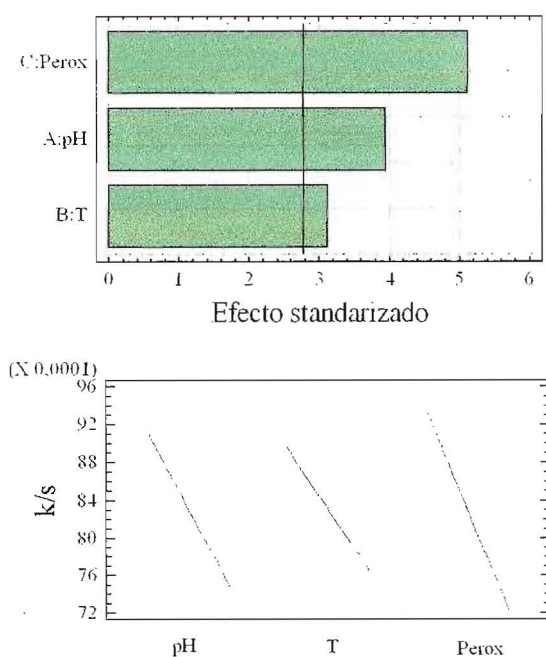 C:Perox
A:pH
B:T
0 1 2 3 4 5 6
Efecto standarizado
(X 0,0001)
96
92
88
84
80
76
72
k/s
pH T Perox